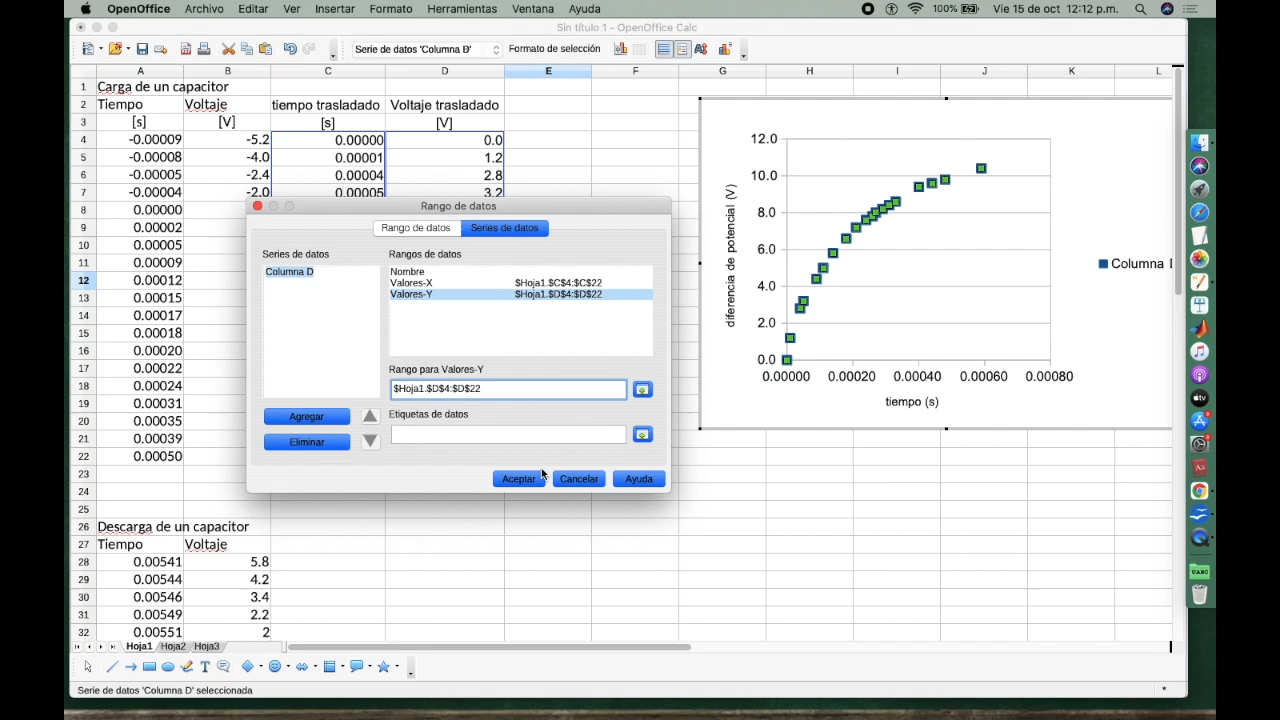 OpenOffice Archivo Editar Ver Insertar Formato Herramientas Ventana Ayuda 100% Vie 15 de oct 12:12 p.m.
Sin título 1 - OpenOffice Calc
Serie de datos 'Columna D' Formato de selección
A B C D E F G H I J K L
1 Carga de un capacitor
2 Tiempo Voltaje tiempo trasladado Voltaje trasladado
3 [s] [V] [s] [V]
4 -0.00009 -5.2 0.00000 0.0
5 -0.00008 -4.0 0.00001 1.2
6 -0.00005 -2.4 0.00004 2.8
7 -0.00004 -2.0 0.00005 3.2
8 0.00000
9 0.00002
10 0.00005
11 0.00009
12 0.00012
13 0.00015
14 0.00017
15 0.00018
16 0.00020
17 0.00022
18 0.00024
19 0.00031
20 0.00035
21 0.00039
22 0.00050
23
24
25
26 Descarga de un capacitor
27 Tiempo Voltaje
28 0.00541 5.8
29 0.00544 4.2
30 0.00546 3.4
31 0.00549 2.2
32 0.00551 2
Rango de datos
Rango de datos Series de datos
Series de datos Rangos de datos
Columna D
Nombre
Valores-X $Hoja1.$C$4:$C$22
Valores-Y $Hoja1.$D$4:$D$22
Rango para Valores-Y
$Hoja1.$D$4:$D$22
Etiquetas de datos
Agregar
Eliminar
Aceptar Cancelar Ayuda
12.0
10.0
8.0
6.0
4.0
2.0
0.0
diferencia de potencial (V)
0.00000 0.00020 0.00040 0.00060 0.00080
tiempo (s)
Columna
Hoja1 Hoja2 Hoja3
Serie de datos 'Columna D' seleccionada *
tv
Aa
UABC